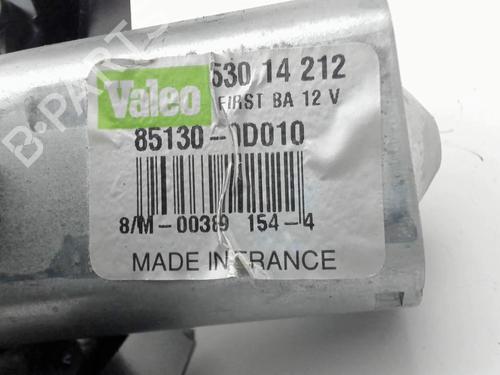 Valeo 530 14 212
FIRST BA 12 V
85130-0D010
8/M-00389 154-4
MADE IN FRANCE